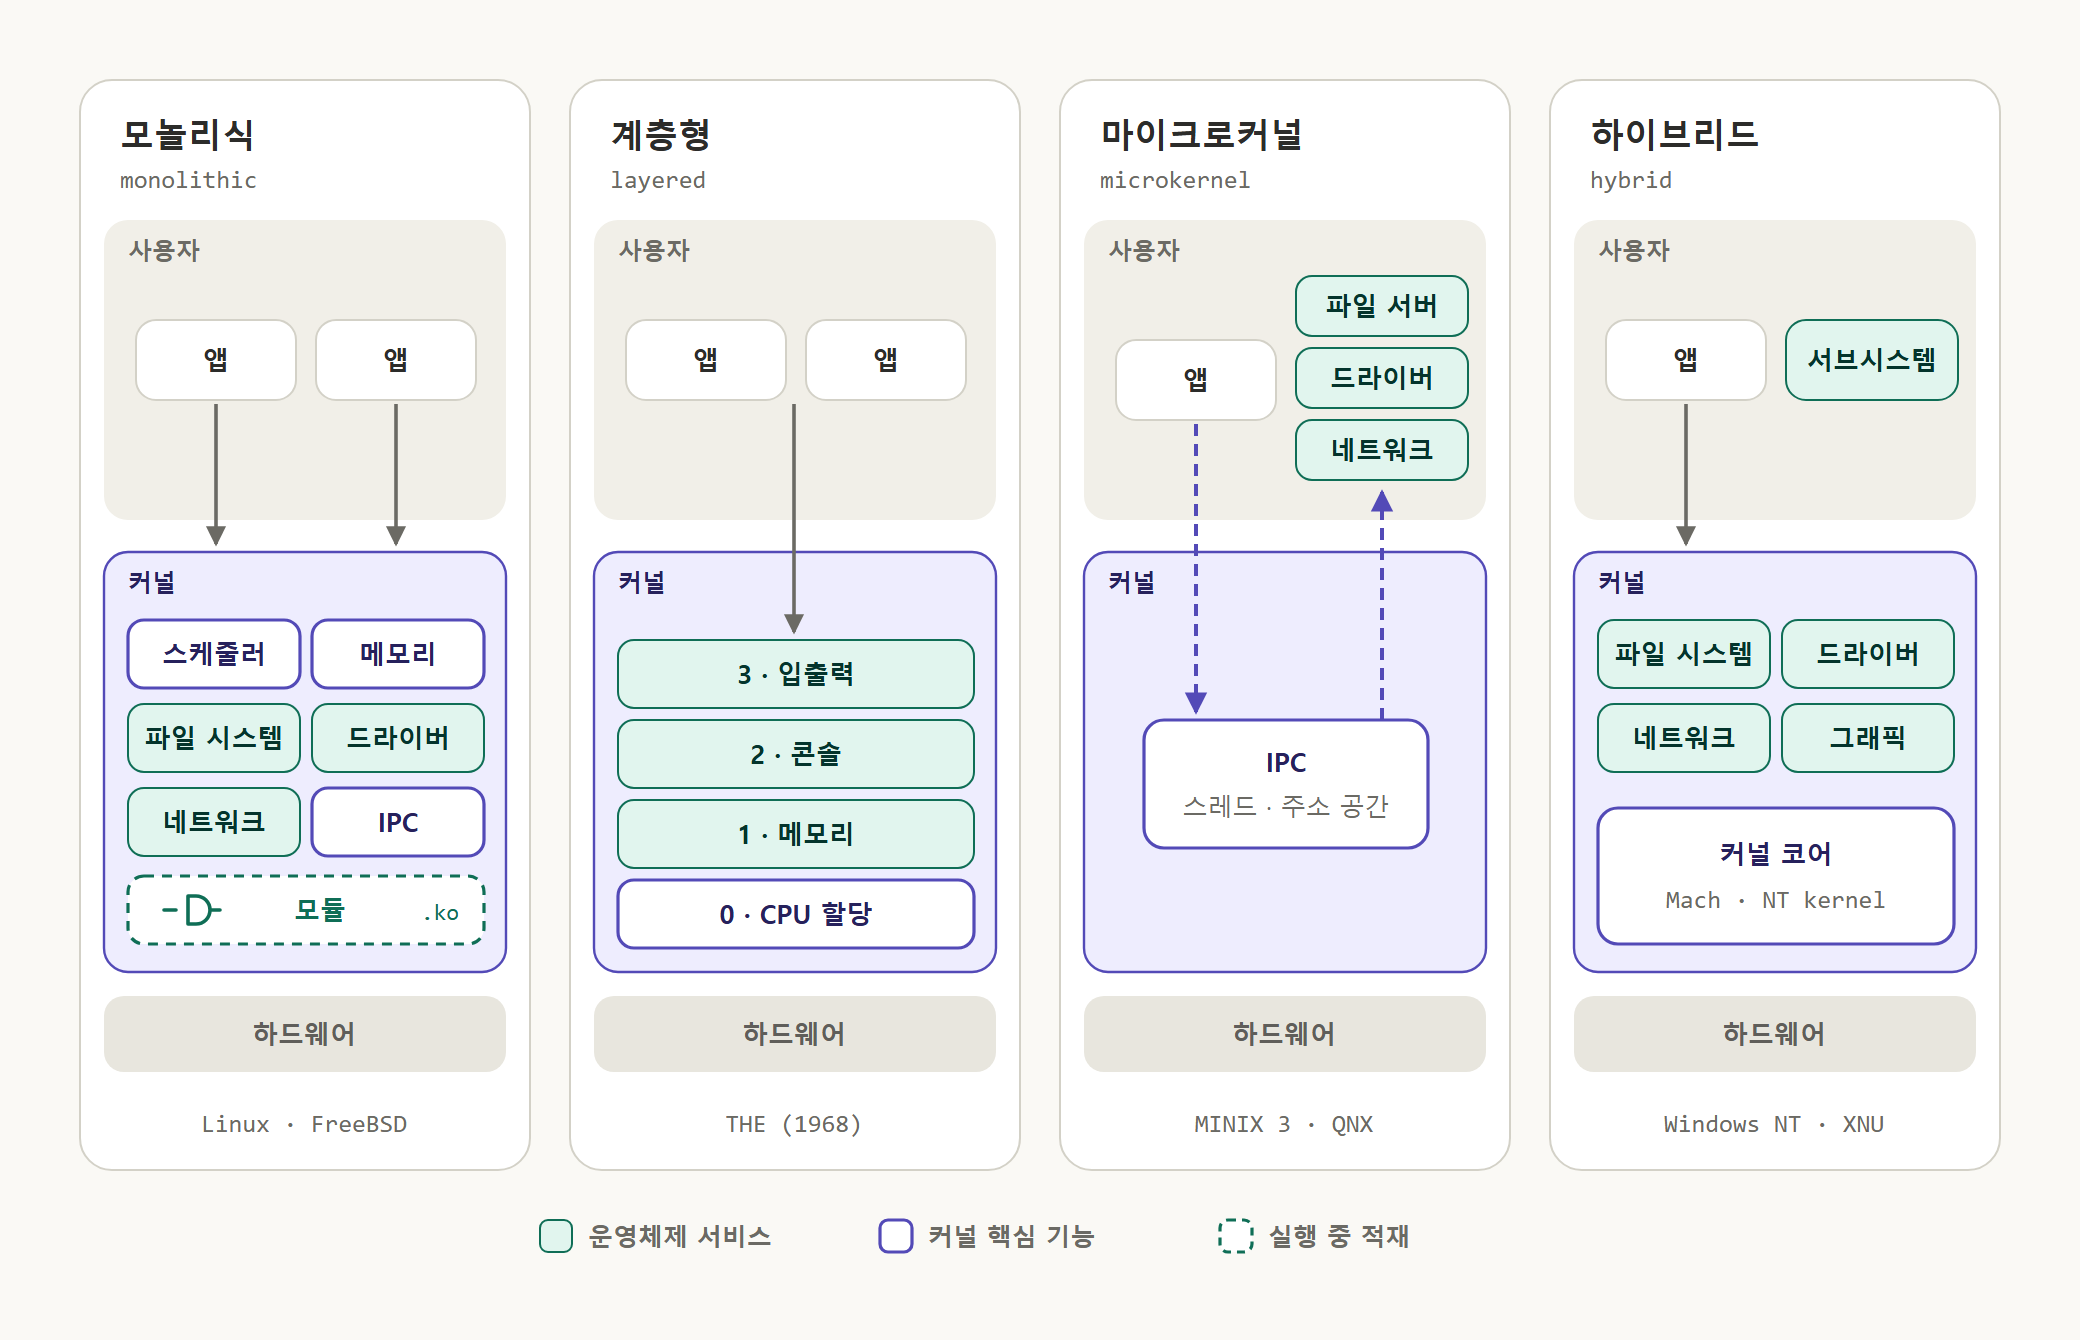 모놀리식
monolithic
사용자
앱
앱
커널
스케줄러
메모리
파일 시스템
드라이버
네트워크
IPC
모듈
.ko
하드웨어
Linux · FreeBSD
계층형
layered
사용자
앱
앱
커널
3 · 입출력
2 · 콘솔
1 · 메모리
0 · CPU 할당
하드웨어
THE (1968)
마이크로커널
microkernel
사용자
파일 서버
드라이버
네트워크
앱
커널
IPC
스레드 · 주소 공간
하드웨어
MINIX 3 · QNX
하이브리드
hybrid
사용자
앱
서브시스템
커널
파일 시스템
드라이버
네트워크
그래픽
커널 코어
Mach · NT kernel
하드웨어
Windows NT · XNU
운영체제 서비스
커널 핵심 기능
실행 중 적재